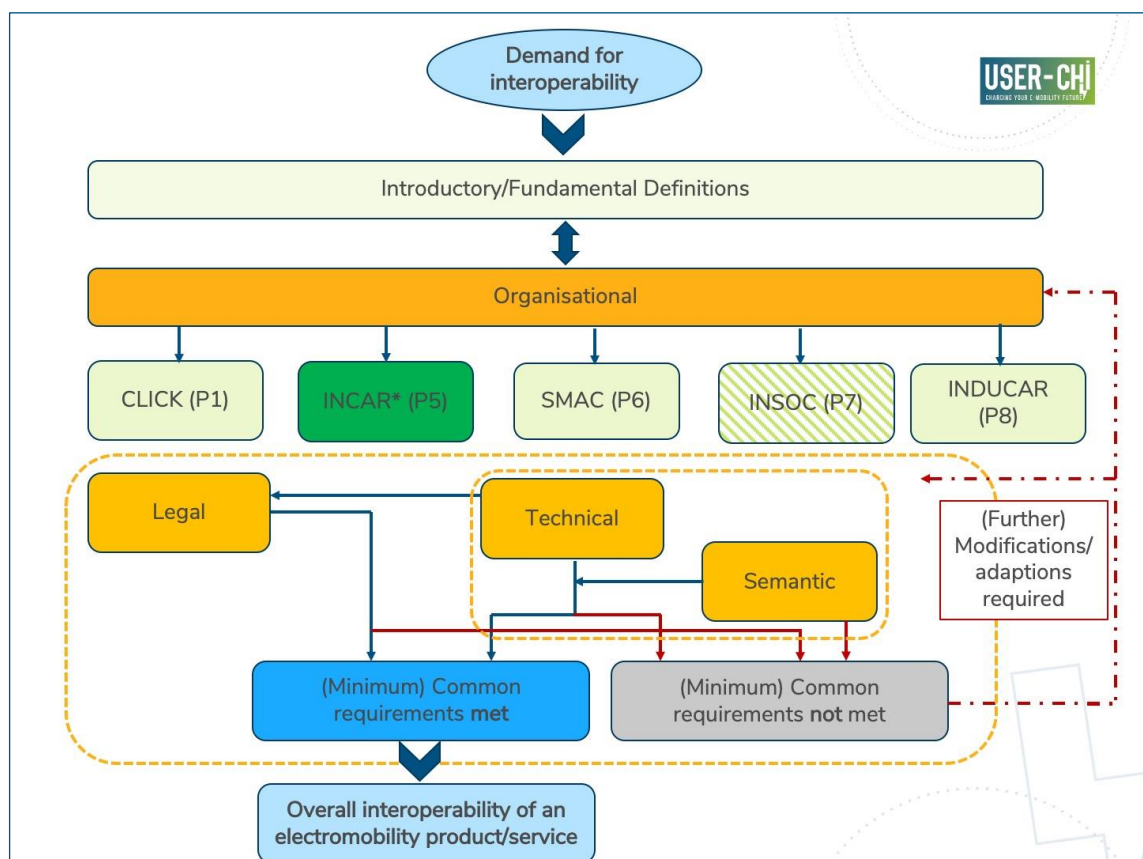 Demand for
interoperability
USER-CHi
CHARGING YOUR E-MOBILITY FUTURE
Introductory/Fundamental Definitions
Organisational
CLICK (P1)
INCAR* (P5)
SMAC (P6)
INSOC (P7)
INDUCAR
(P8)
Legal
Technical
Semantic
(Further)
Modifications/
adaptions
required
(Minimum) Common
requirements met
(Minimum) Common
requirements not met
Overall interoperability of an
electromobility product/service